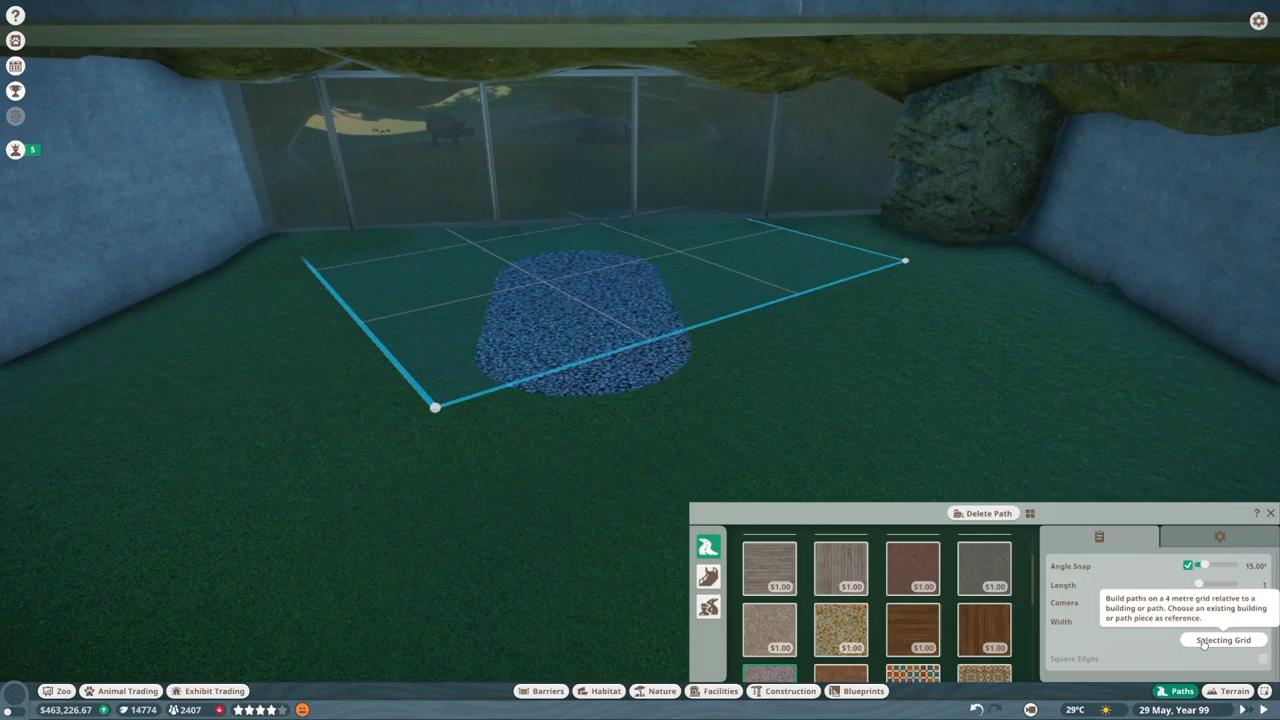 ?
5
Delete Path
?
Angle Snap
15.00°
Length
1
Camera
Width
Build paths on a 4 metre grid relative to a
building or path. Choose an existing building
or path piece as reference.
Selecting Grid
Square Edges
$1.00
$1.00
$1.00
$1.00
$1.00
$1.00
$1.00
$1.00
Zoo
Animal Trading
Exhibit Trading
Barriers
Habitat
Nature
Facilities
Construction
Blueprints
Paths
Terrain
$463,226.67
14774
2407
29°C
29 May, Year 99